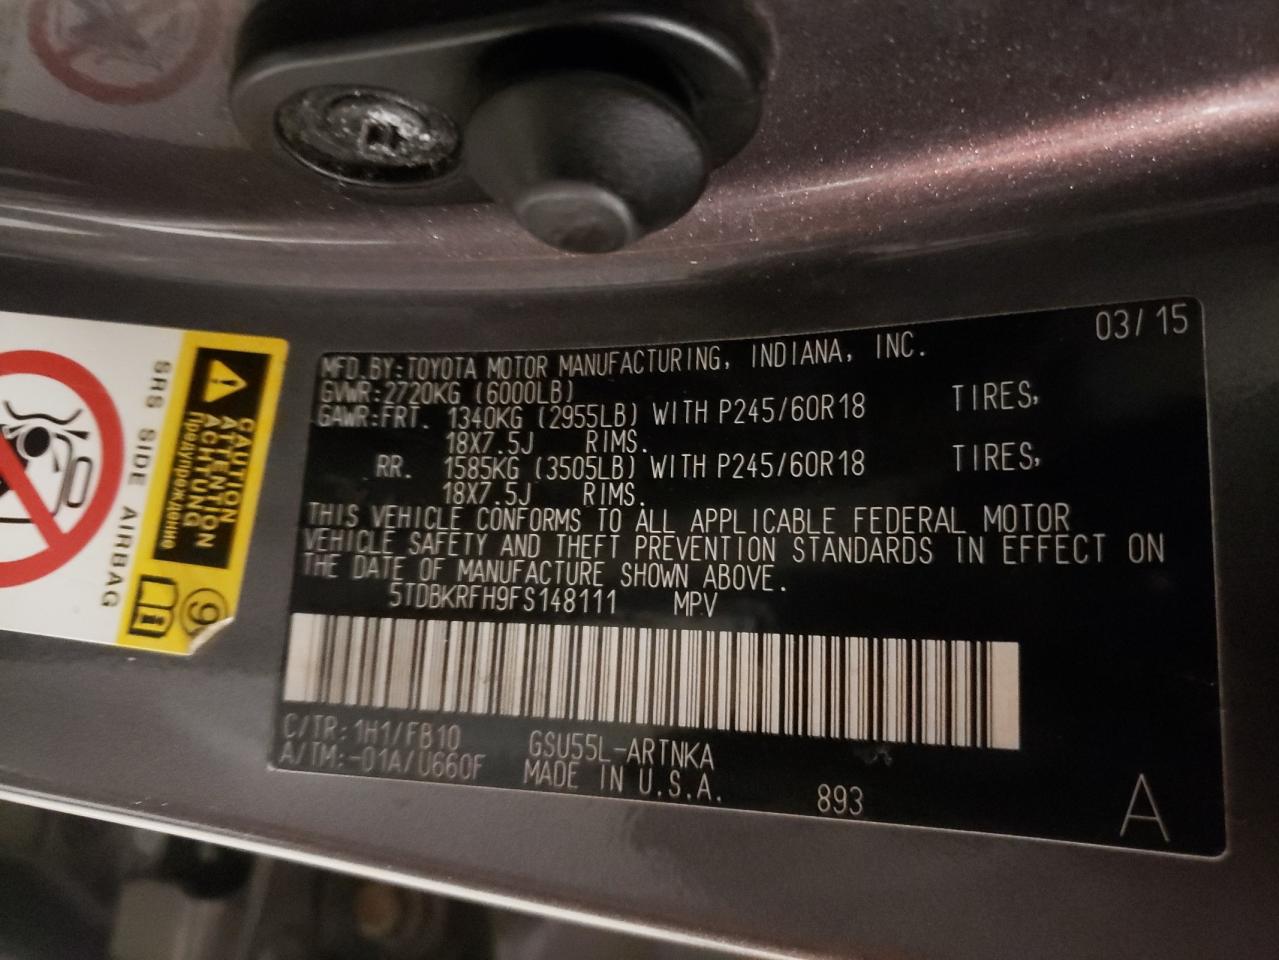 03/15
MFD.BY:TOYOTA MOTOR MANUFACTURING, INDIANA, INC.
GVWR:2720KG (6000LB)
GAWR:FRT. 1340KG (2955LB) WITH P245/60R18 TIRES,
18X7.5J RIMS.
RR. 1585KG (3505LB) WITH P245/60R18 TIRES,
18X7.5J RIMS.
THIS VEHICLE CONFORMS TO ALL APPLICABLE FEDERAL MOTOR
VEHICLE SAFETY AND THEFT PREVENTION STANDARDS IN EFFECT ON
THE DATE OF MANUFACTURE SHOWN ABOVE.
5TDBKRFH9FS148111 MPV
C/TR:1H1/FB10 GSU55L-ARTNKA
A/TM:-01A/U660F MADE IN U.S.A.
893
A
CAUTION
ATTENTION
ACHTUNG
Предупреждение
SRS SIDE AIRBAG
9